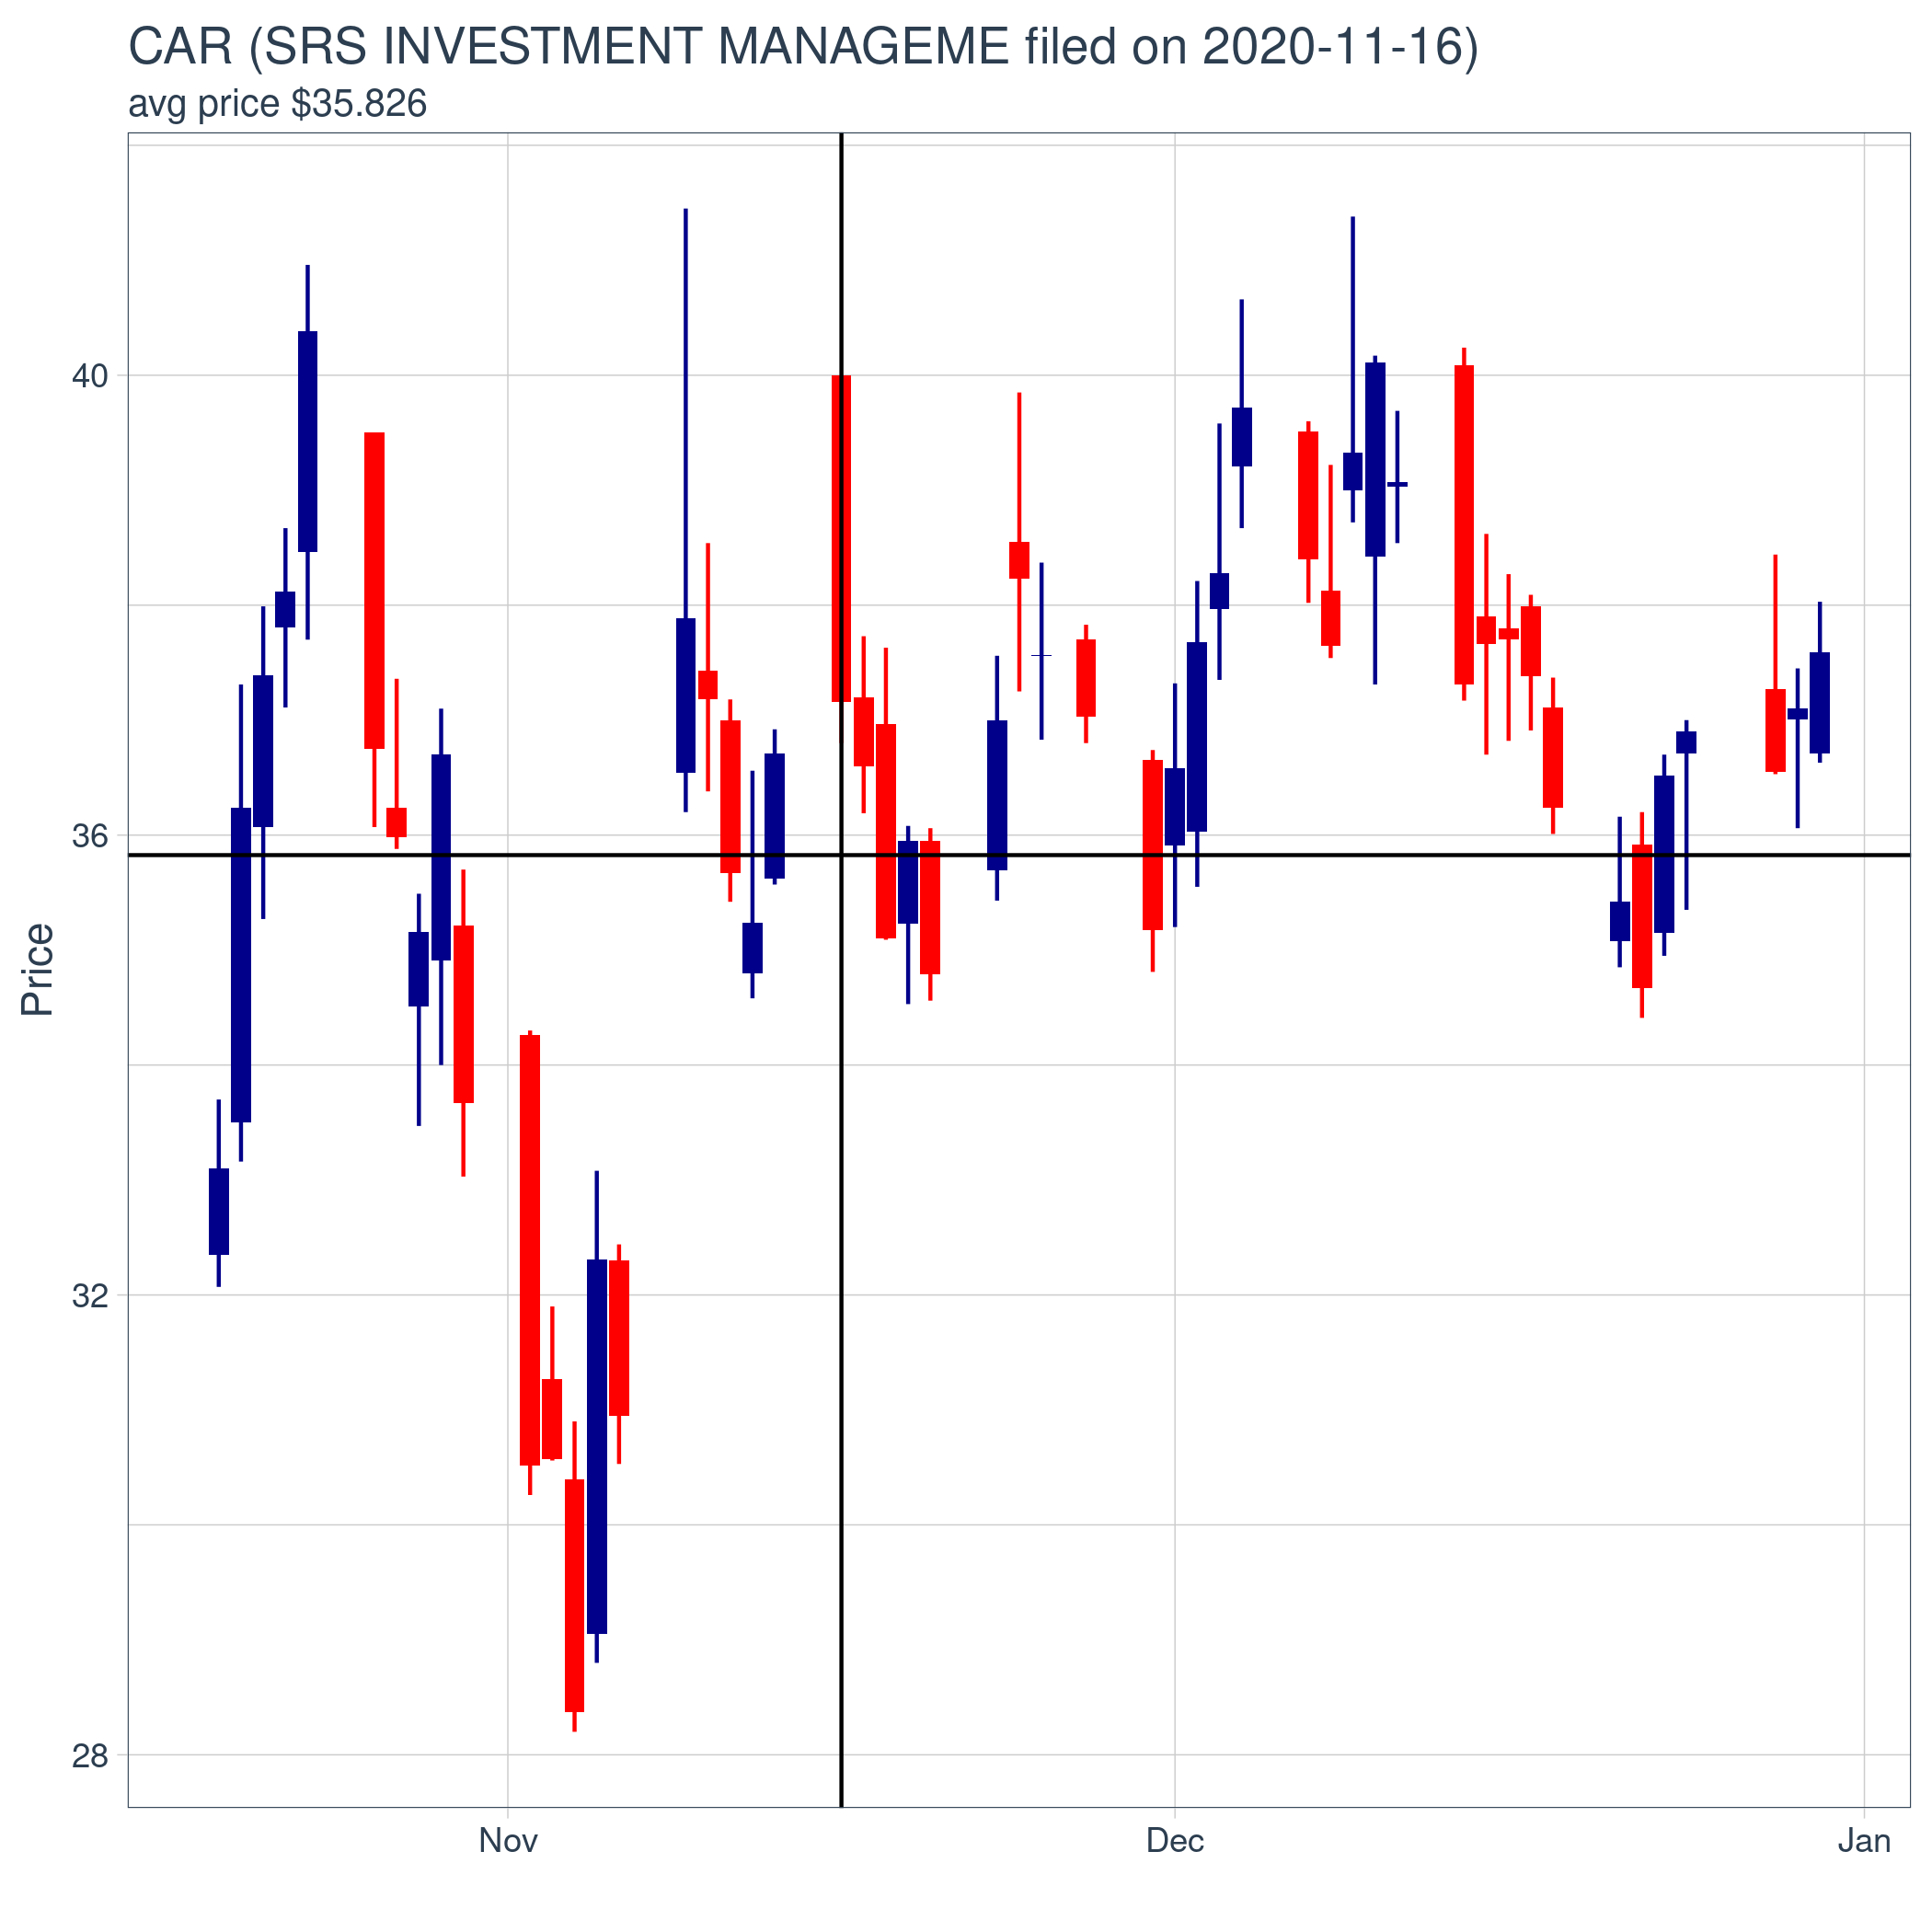 CAR (SRS INVESTMENT MANAGEME filed on 2020-11-16)
avg price $35.826
40
36
32
28
Price
Nov
Dec
Jan